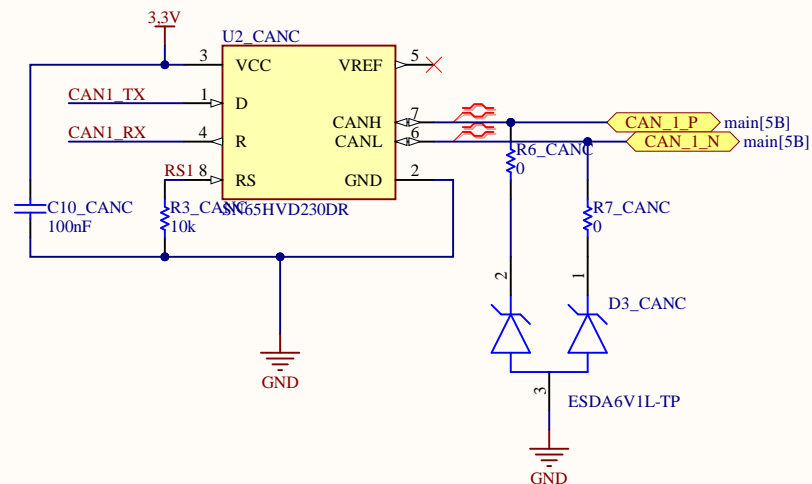 3,3V
U2_CANC
3 VCC VREF 5
CAN1_TX 1 D
CANH 7 CAN_1_P main[5B]
CAN1_RX 4 R CANL 6 CAN_1_N main[5B]
R6_CANC
0
RS1 8 RS GND 2
C10_CANC
100nF
R3_CANC
10k
SN65HVD230DR
R7_CANC
0
2 1
D3_CANC
GND
3
ESDA6V1L-TP
GND